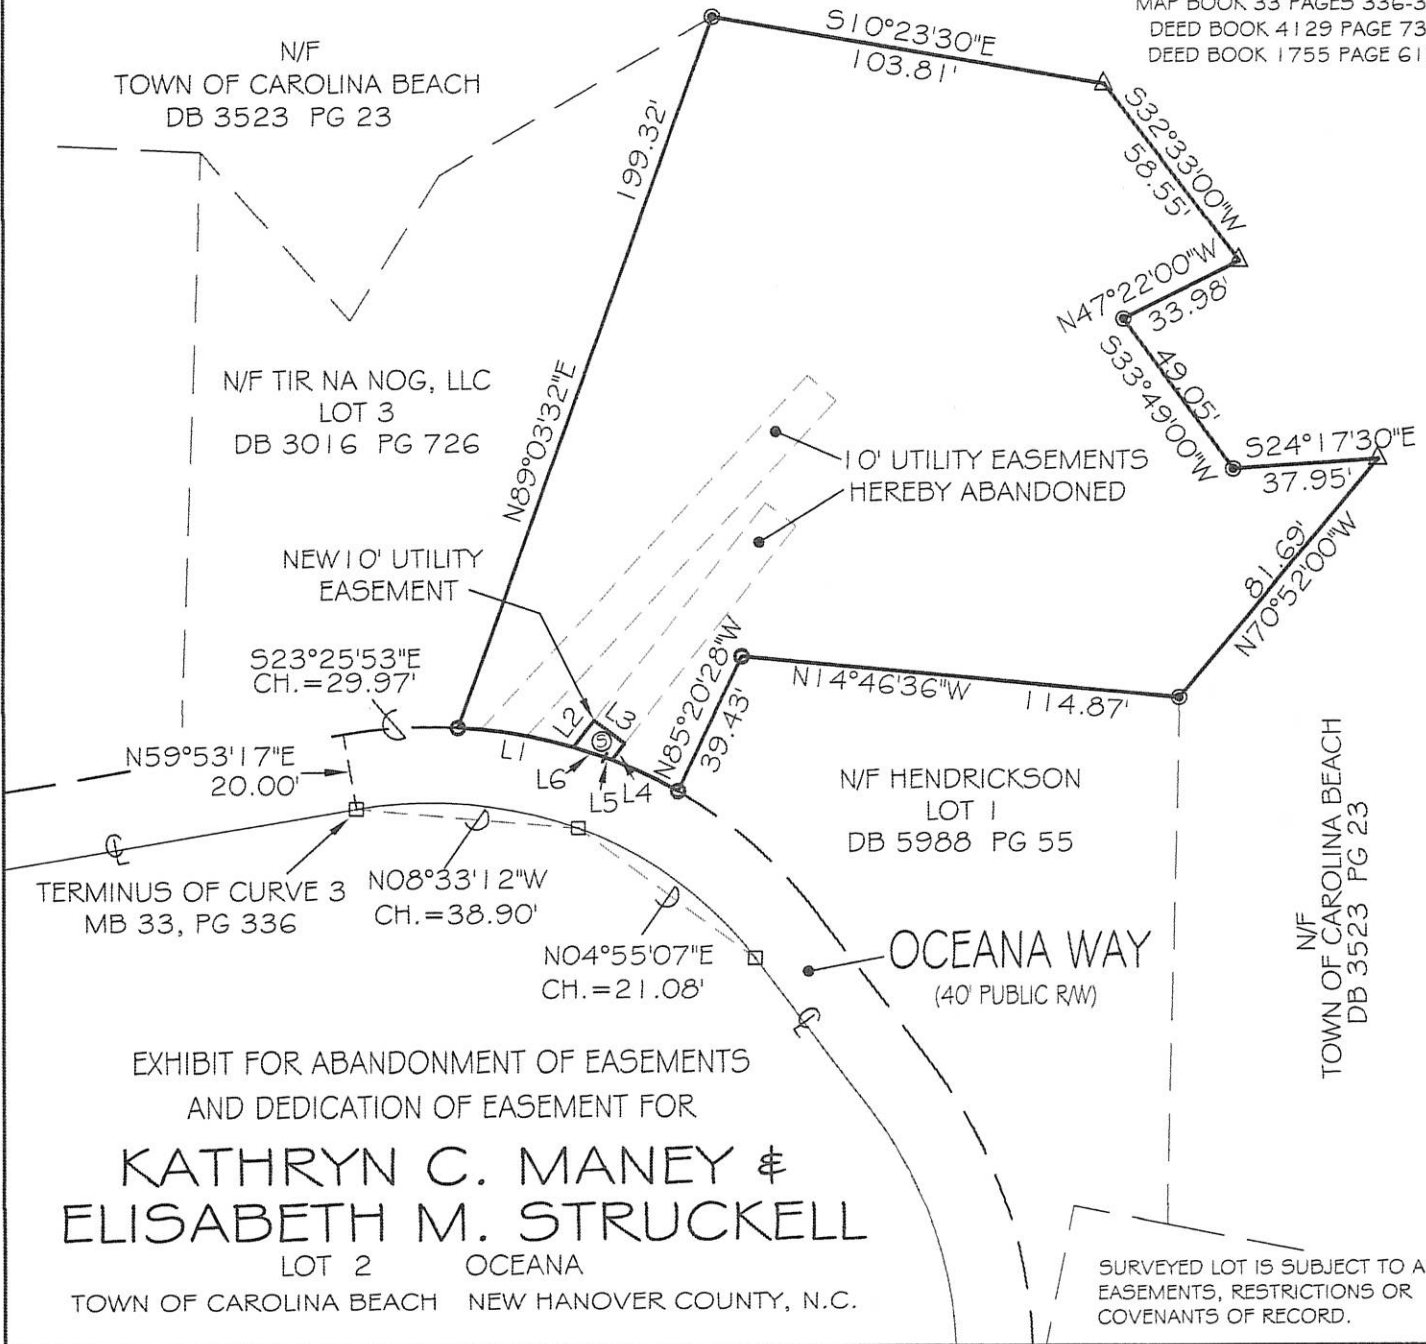 MAP BOOK 33 PAGES 336-3
DEED BOOK 4129 PAGE 73
DEED BOOK 1755 PAGE 61
N/F
TOWN OF CAROLINA BEACH
DB 3523 PG 23
S10°23'30"E
103.81'
S32°33'00"W
58.55'
199.32'
N89°03'32"E
N47°22'00"W
33.98'
S33°49'00"W
49.05'
S24°17'30"E
37.95'
81.69'
N70°52'00"W
N/F TIR NA NOG, LLC
LOT 3
DB 3016 PG 726
10' UTILITY EASEMENTS
HEREBY ABANDONED
NEW 10' UTILITY
EASEMENT
S23°25'53"E
CH.=29.97'
N59°53'17"E
20.00'
L1
L2
L3
S
L6
L5
L4
N85°20'28"W
39.43'
N14°46'36"W
114.87'
N/F HENDRICKSON
LOT 1
DB 5988 PG 55
N/F
TOWN OF CAROLINA BEACH
DB 3523 PG 23
CL
TERMINUS OF CURVE 3
MB 33, PG 336
N08°33'12"W
CH.=38.90'
N04°55'07"E
CH.=21.08'
OCEANA WAY
(40' PUBLIC R/W)
CL
EXHIBIT FOR ABANDONMENT OF EASEMENTS
AND DEDICATION OF EASEMENT FOR
KATHRYN C. MANEY &
ELISABETH M. STRUCKELL
LOT 2 OCEANA
TOWN OF CAROLINA BEACH NEW HANOVER COUNTY, N.C.
SURVEYED LOT IS SUBJECT TO A
EASEMENTS, RESTRICTIONS OR
COVENANTS OF RECORD.